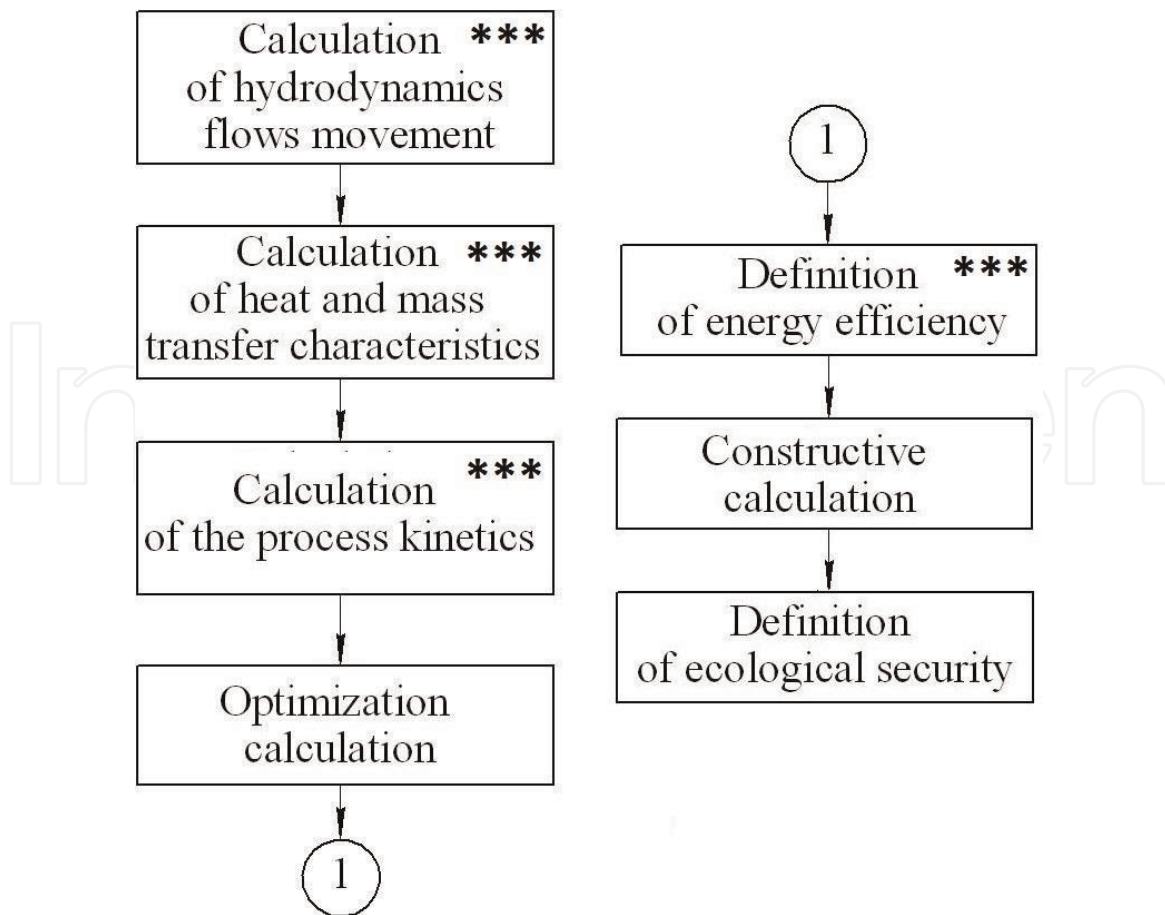 Calculation ***
of hydrodynamics
flows movement
Calculation ***
of heat and mass
transfer characteristics
Calculation ***
of the process kinetics
Optimization
calculation
1
1
Definition ***
of energy efficiency
Constructive
calculation
Definition
of ecological security